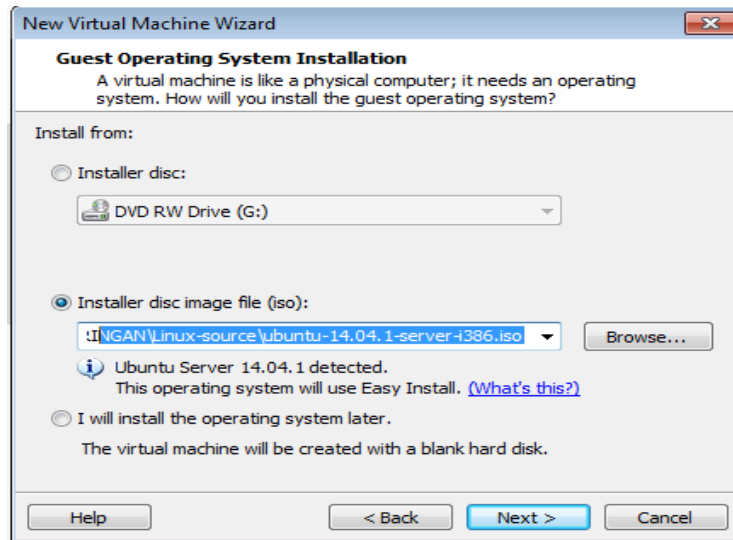 New Virtual Machine Wizard
Guest Operating System Installation
A virtual machine is like a physical computer; it needs an operating
system. How will you install the guest operating system?
Install from:
Installer disc:
DVD RW Drive (G:)
Installer disc image file (iso):
INGAN\Linux-source\ubuntu-14.04.1-server-i386.iso
Browse...
Ubuntu Server 14.04.1 detected.
This operating system will use Easy Install. (What's this?)
I will install the operating system later.
The virtual machine will be created with a blank hard disk.
Help
< Back
Next >
Cancel